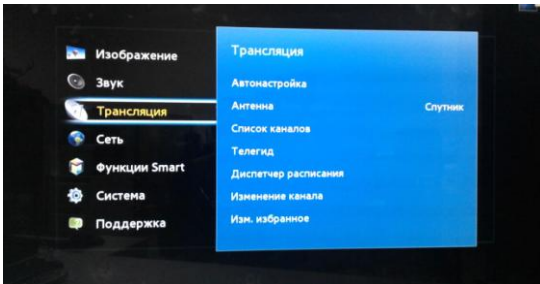 Изображение
Звук
Трансляция
Сеть
Функции Smart
Система
Поддержка
Трансляция
Автонастройка
Антенна Спутник
Список каналов
Телегид
Диспетчер расписания
Изменение канала
Изм. избранное